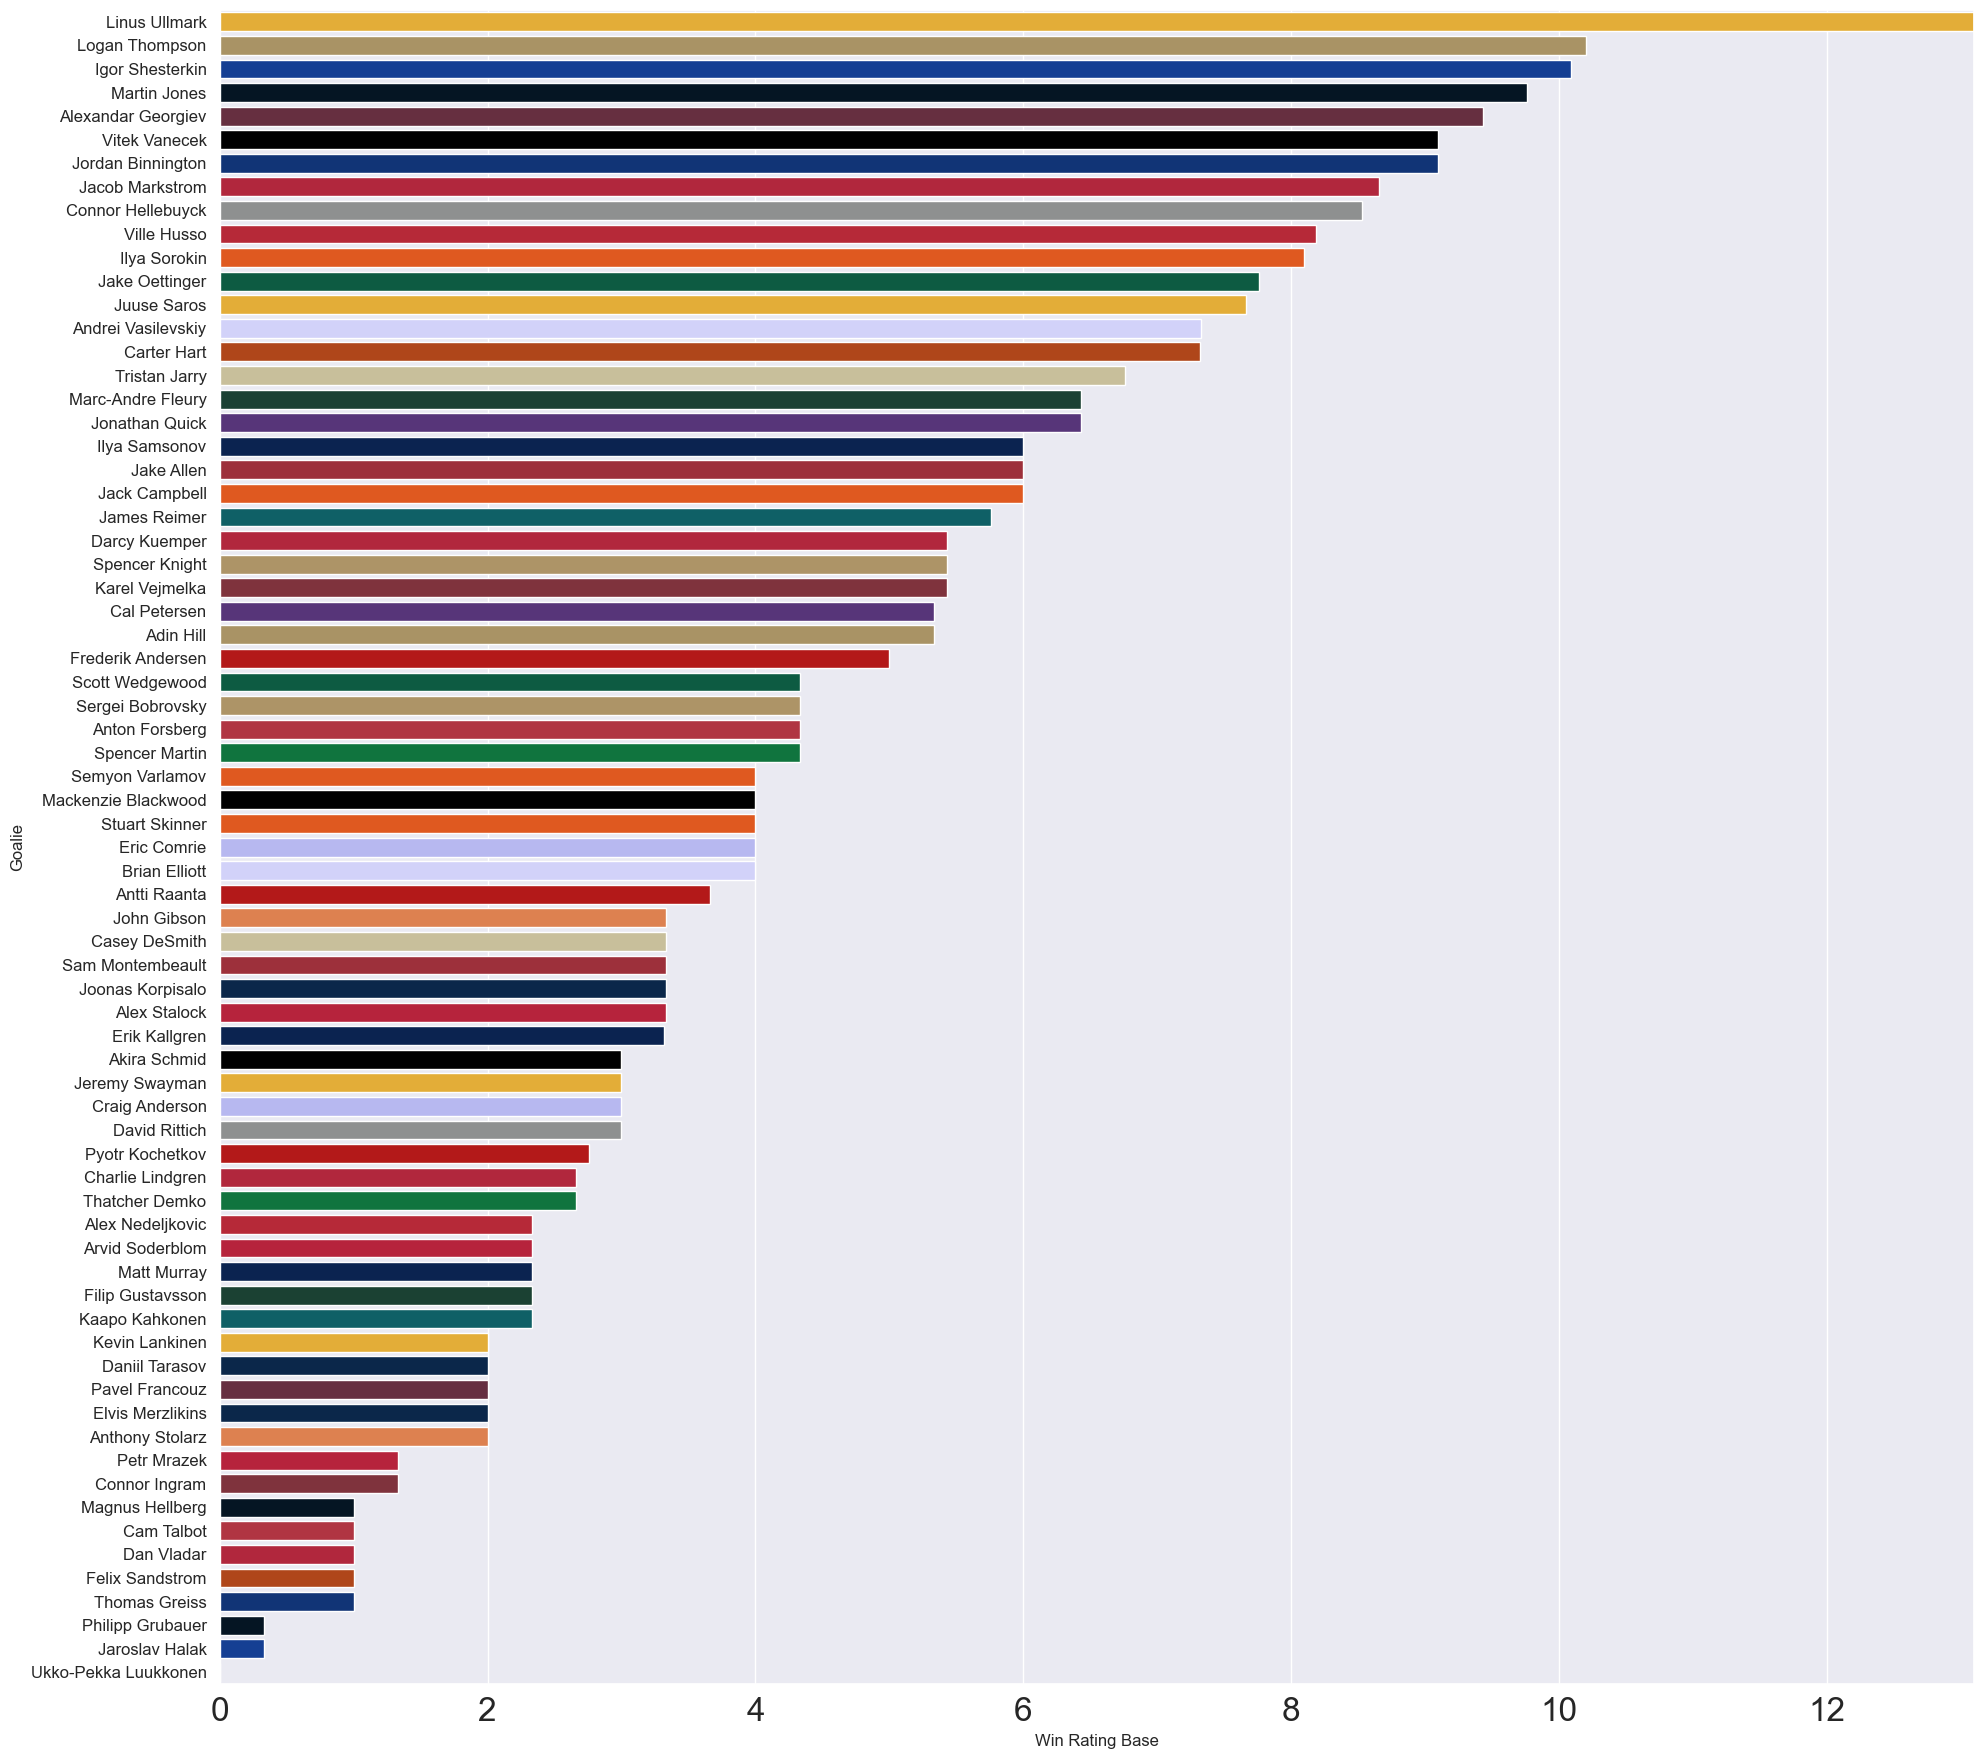 Linus Ullmark
Logan Thompson
Igor Shesterkin
Martin Jones
Alexandar Georgiev
Vitek Vanecek
Jordan Binnington
Jacob Markstrom
Connor Hellebuyck
Ville Husso
Ilya Sorokin
Jake Oettinger
Juuse Saros
Andrei Vasilevskiy
Carter Hart
Tristan Jarry
Marc-Andre Fleury
Jonathan Quick
Ilya Samsonov
Jake Allen
Jack Campbell
James Reimer
Darcy Kuemper
Spencer Knight
Karel Vejmelka
Cal Petersen
Adin Hill
Frederik Andersen
Scott Wedgewood
Sergei Bobrovsky
Anton Forsberg
Spencer Martin
Semyon Varlamov
Mackenzie Blackwood
Stuart Skinner
Eric Comrie
Brian Elliott
Antti Raanta
John Gibson
Casey DeSmith
Sam Montembeault
Joonas Korpisalo
Alex Stalock
Erik Kallgren
Akira Schmid
Jeremy Swayman
Craig Anderson
David Rittich
Pyotr Kochetkov
Charlie Lindgren
Thatcher Demko
Alex Nedeljkovic
Arvid Soderblom
Matt Murray
Filip Gustavsson
Kaapo Kahkonen
Kevin Lankinen
Daniil Tarasov
Pavel Francouz
Elvis Merzlikins
Anthony Stolarz
Petr Mrazek
Connor Ingram
Magnus Hellberg
Cam Talbot
Dan Vladar
Felix Sandstrom
Thomas Greiss
Philipp Grubauer
Jaroslav Halak
Ukko-Pekka Luukkonen
Goalie
0 2 4 6 8 10 12
Win Rating Base